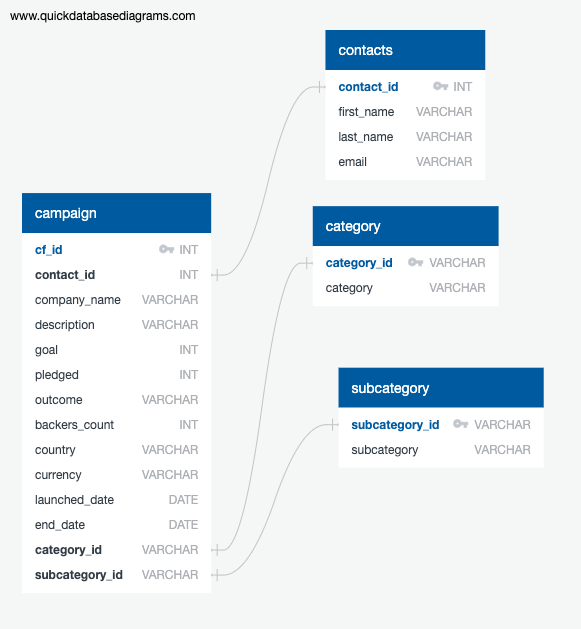 www.quickdatabasediagrams.com
contacts
contact_id INT
first_name VARCHAR
last_name VARCHAR
email VARCHAR
campaign
cf_id INT
contact_id INT
company_name VARCHAR
description VARCHAR
goal INT
pledged INT
outcome VARCHAR
backers_count INT
country VARCHAR
currency VARCHAR
launched_date DATE
end_date DATE
category_id VARCHAR
subcategory_id VARCHAR
category
category_id VARCHAR
category VARCHAR
subcategory
subcategory_id VARCHAR
subcategory VARCHAR